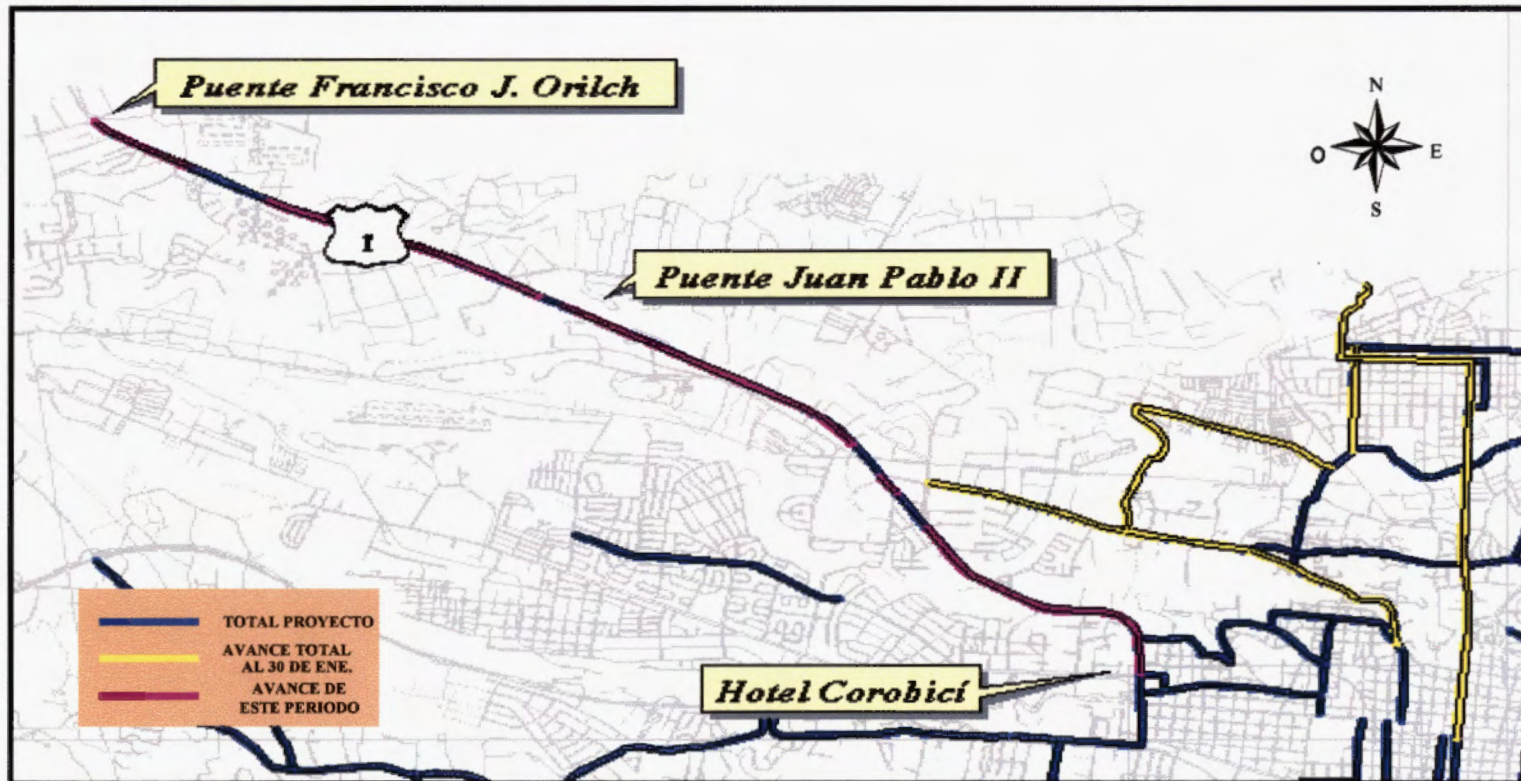 Puente Francisco J. Orilch
N
O
E
S
1
Puente Juan Pablo II
TOTAL PROYECTO
AVANCE TOTAL
AL 30 DE ENE.
AVANCE DE
ESTE PERIODO
Hotel Corobicí